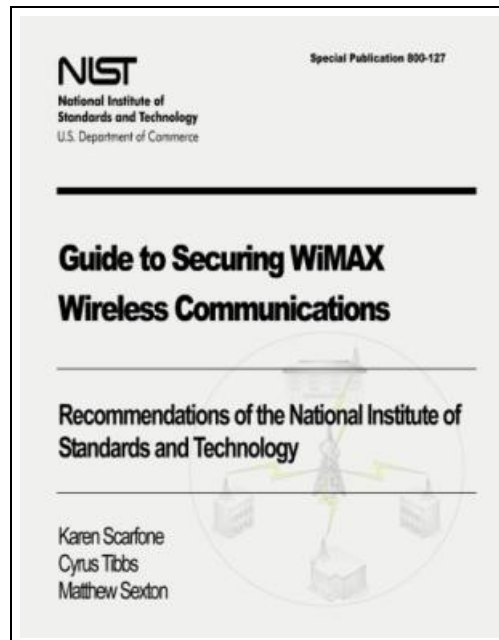 Special Publication 800-127
NIST
National Institute of
Standards and Technology
U.S. Department of Commerce
Guide to Securing WiMAX
Wireless Communications
Recommendations of the National Institute of
Standards and Technology
Karen Scarfone
Cyrus Tibbs
Matthew Sexton